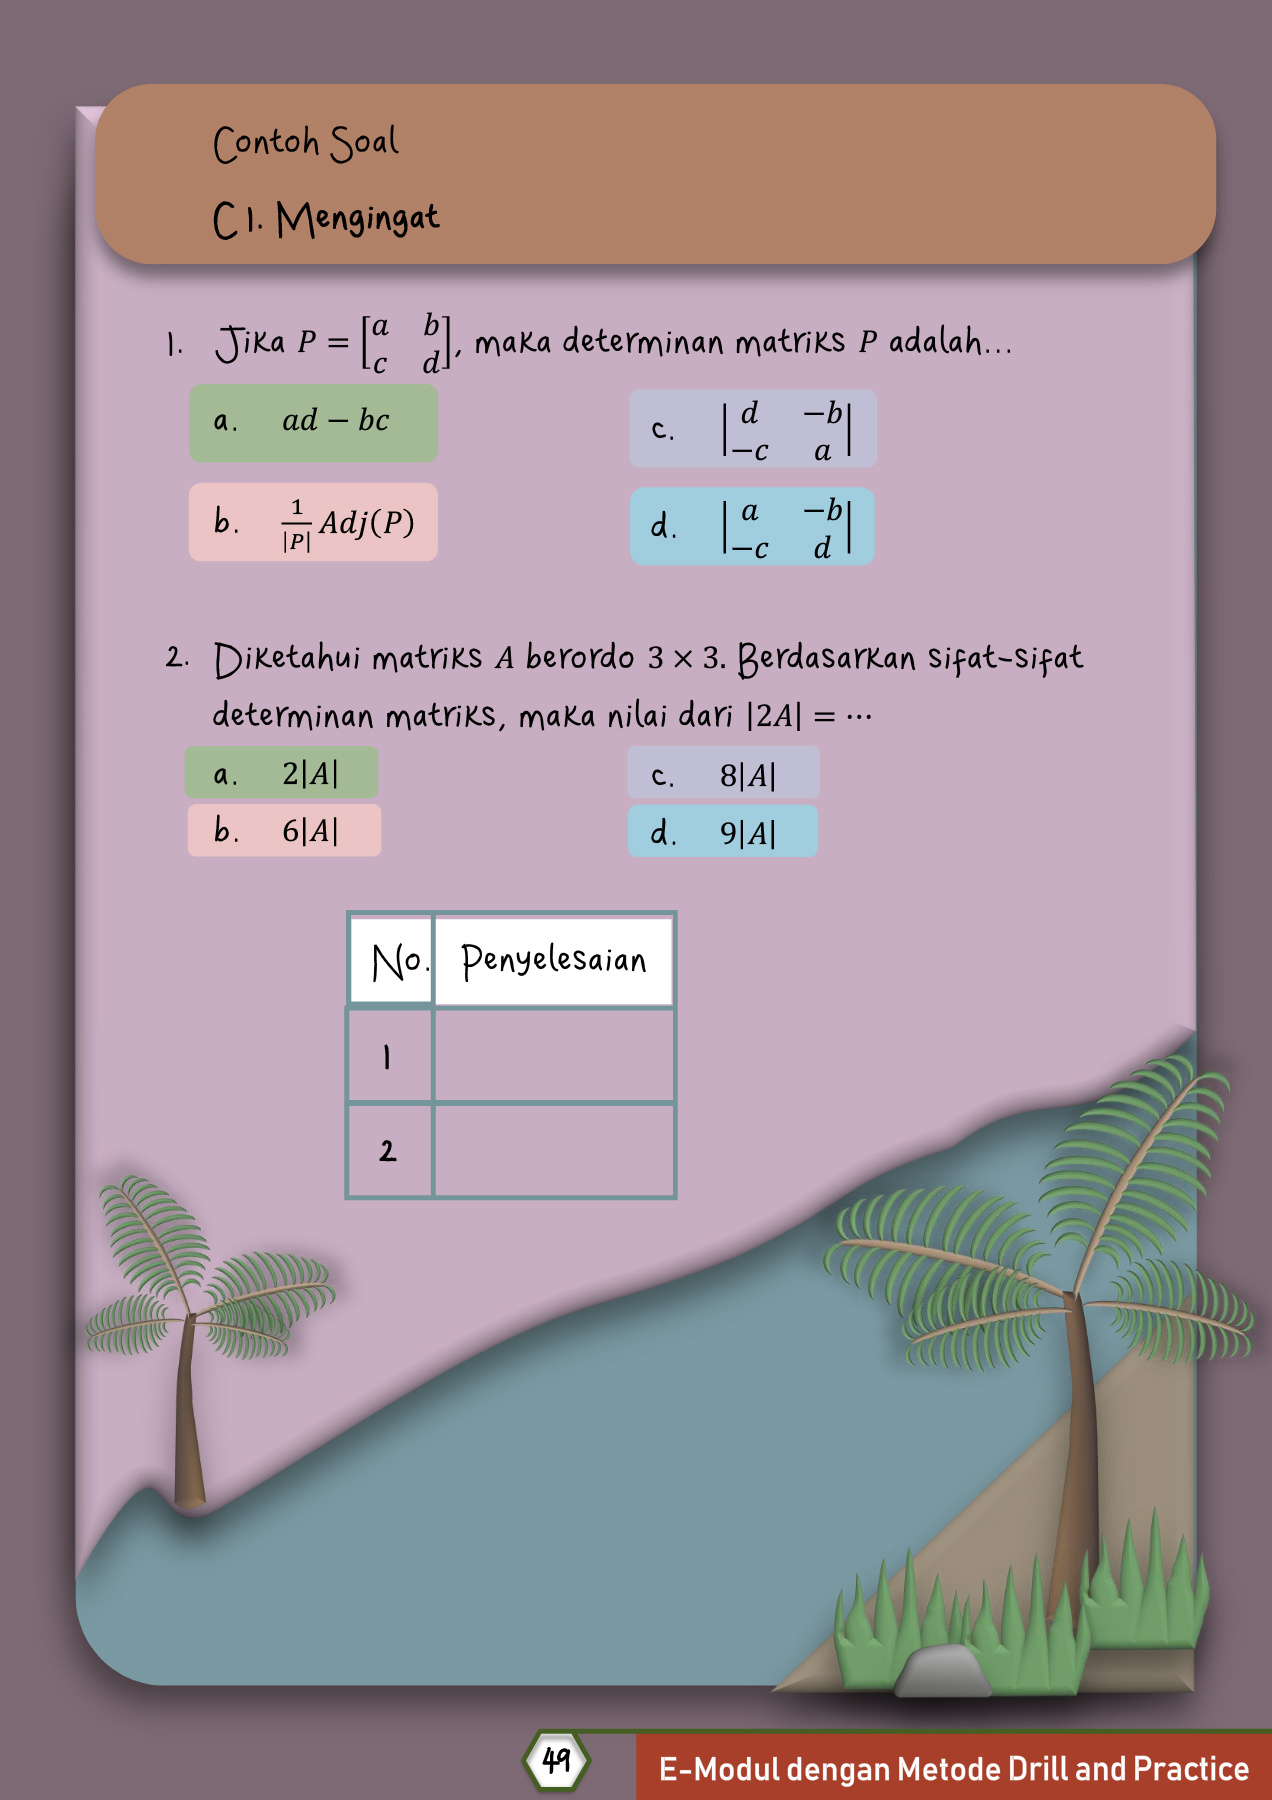 Contoh Soal
C1. Mengingat
1. Jika P = [a b; c d], maka determinan matriks P adalah...
a. ad − bc
b. 1/|P| Adj(P)
c. |d −b; −c a|
d. |a −b; −c d|
2. Diketahui matriks A berordo 3 × 3. Berdasarkan sifat-sifat
determinan matriks, maka nilai dari |2A| = ⋯
a. 2|A|
b. 6|A|
c. 8|A|
d. 9|A|
No. Penyelesaian
1
2
49
E-Modul dengan Metode Drill and Practice